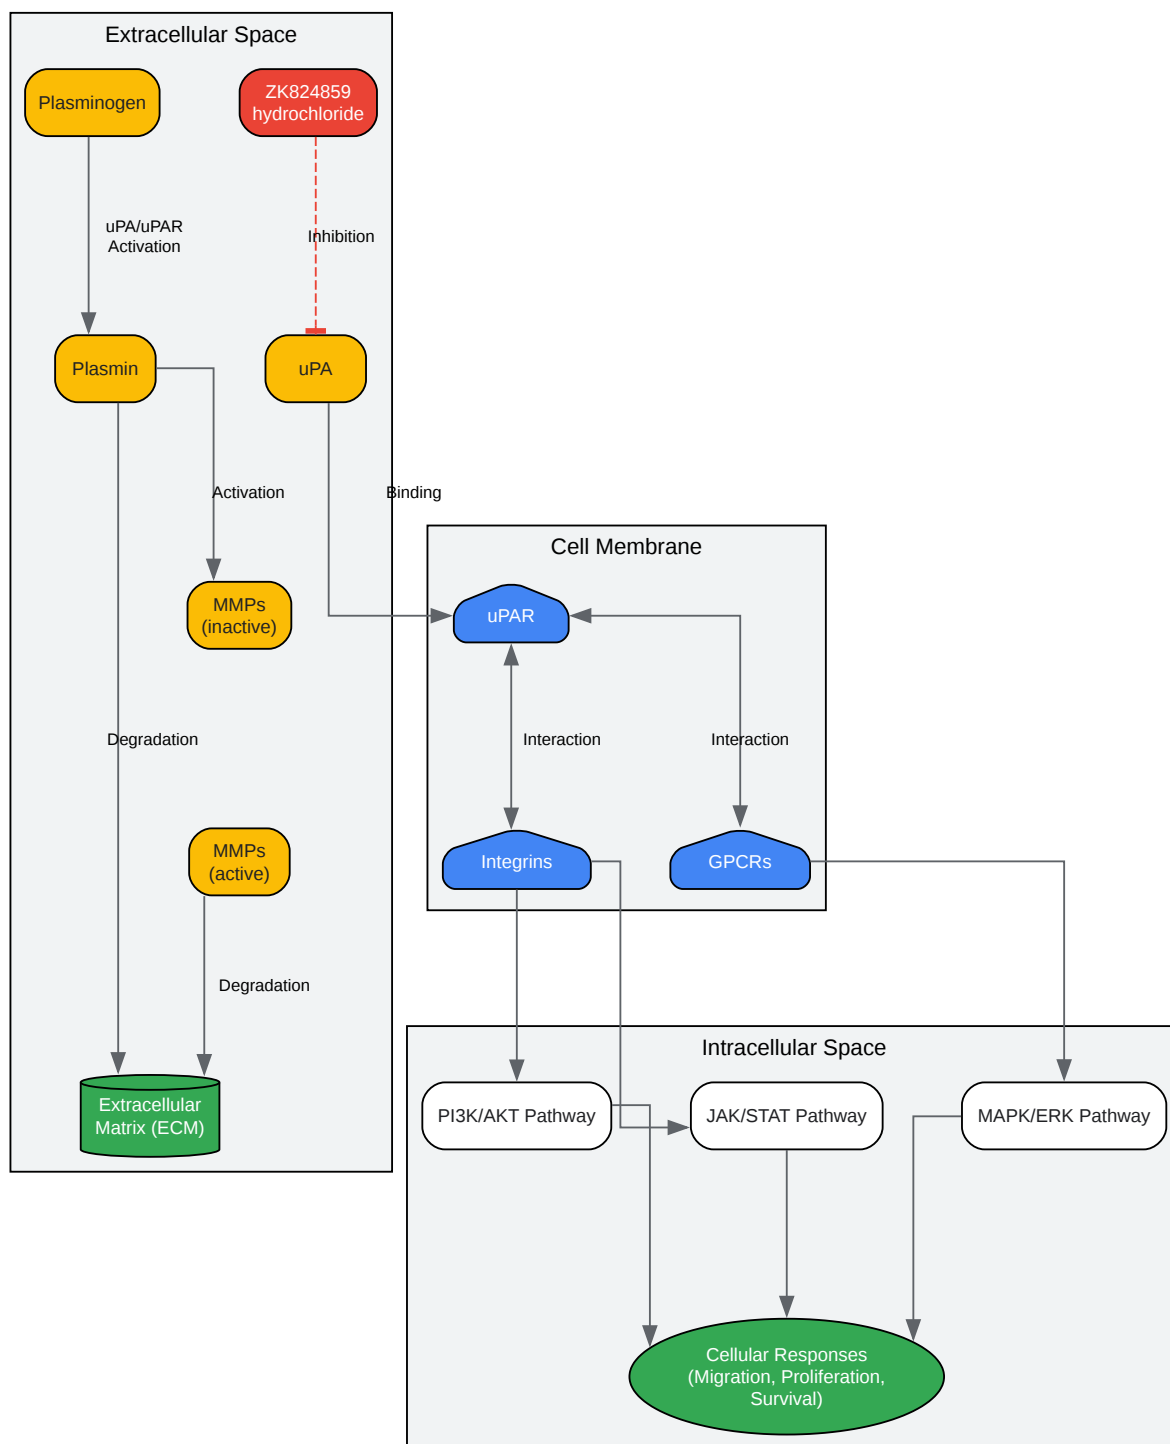 Extracellular Space
Plasminogen
ZK824859
hydrochloride
uPA/uPAR
Activation
Inhibition
Plasmin
uPA
Activation
Binding
Cell Membrane
MMPs
(inactive)
uPAR
Degradation
Interaction
Interaction
MMPs
(active)
Integrins
GPCRs
Degradation
Intracellular Space
Extracellular
Matrix (ECM)
PI3K/AKT Pathway
JAK/STAT Pathway
MAPK/ERK Pathway
Cellular Responses
(Migration, Proliferation,
Survival)